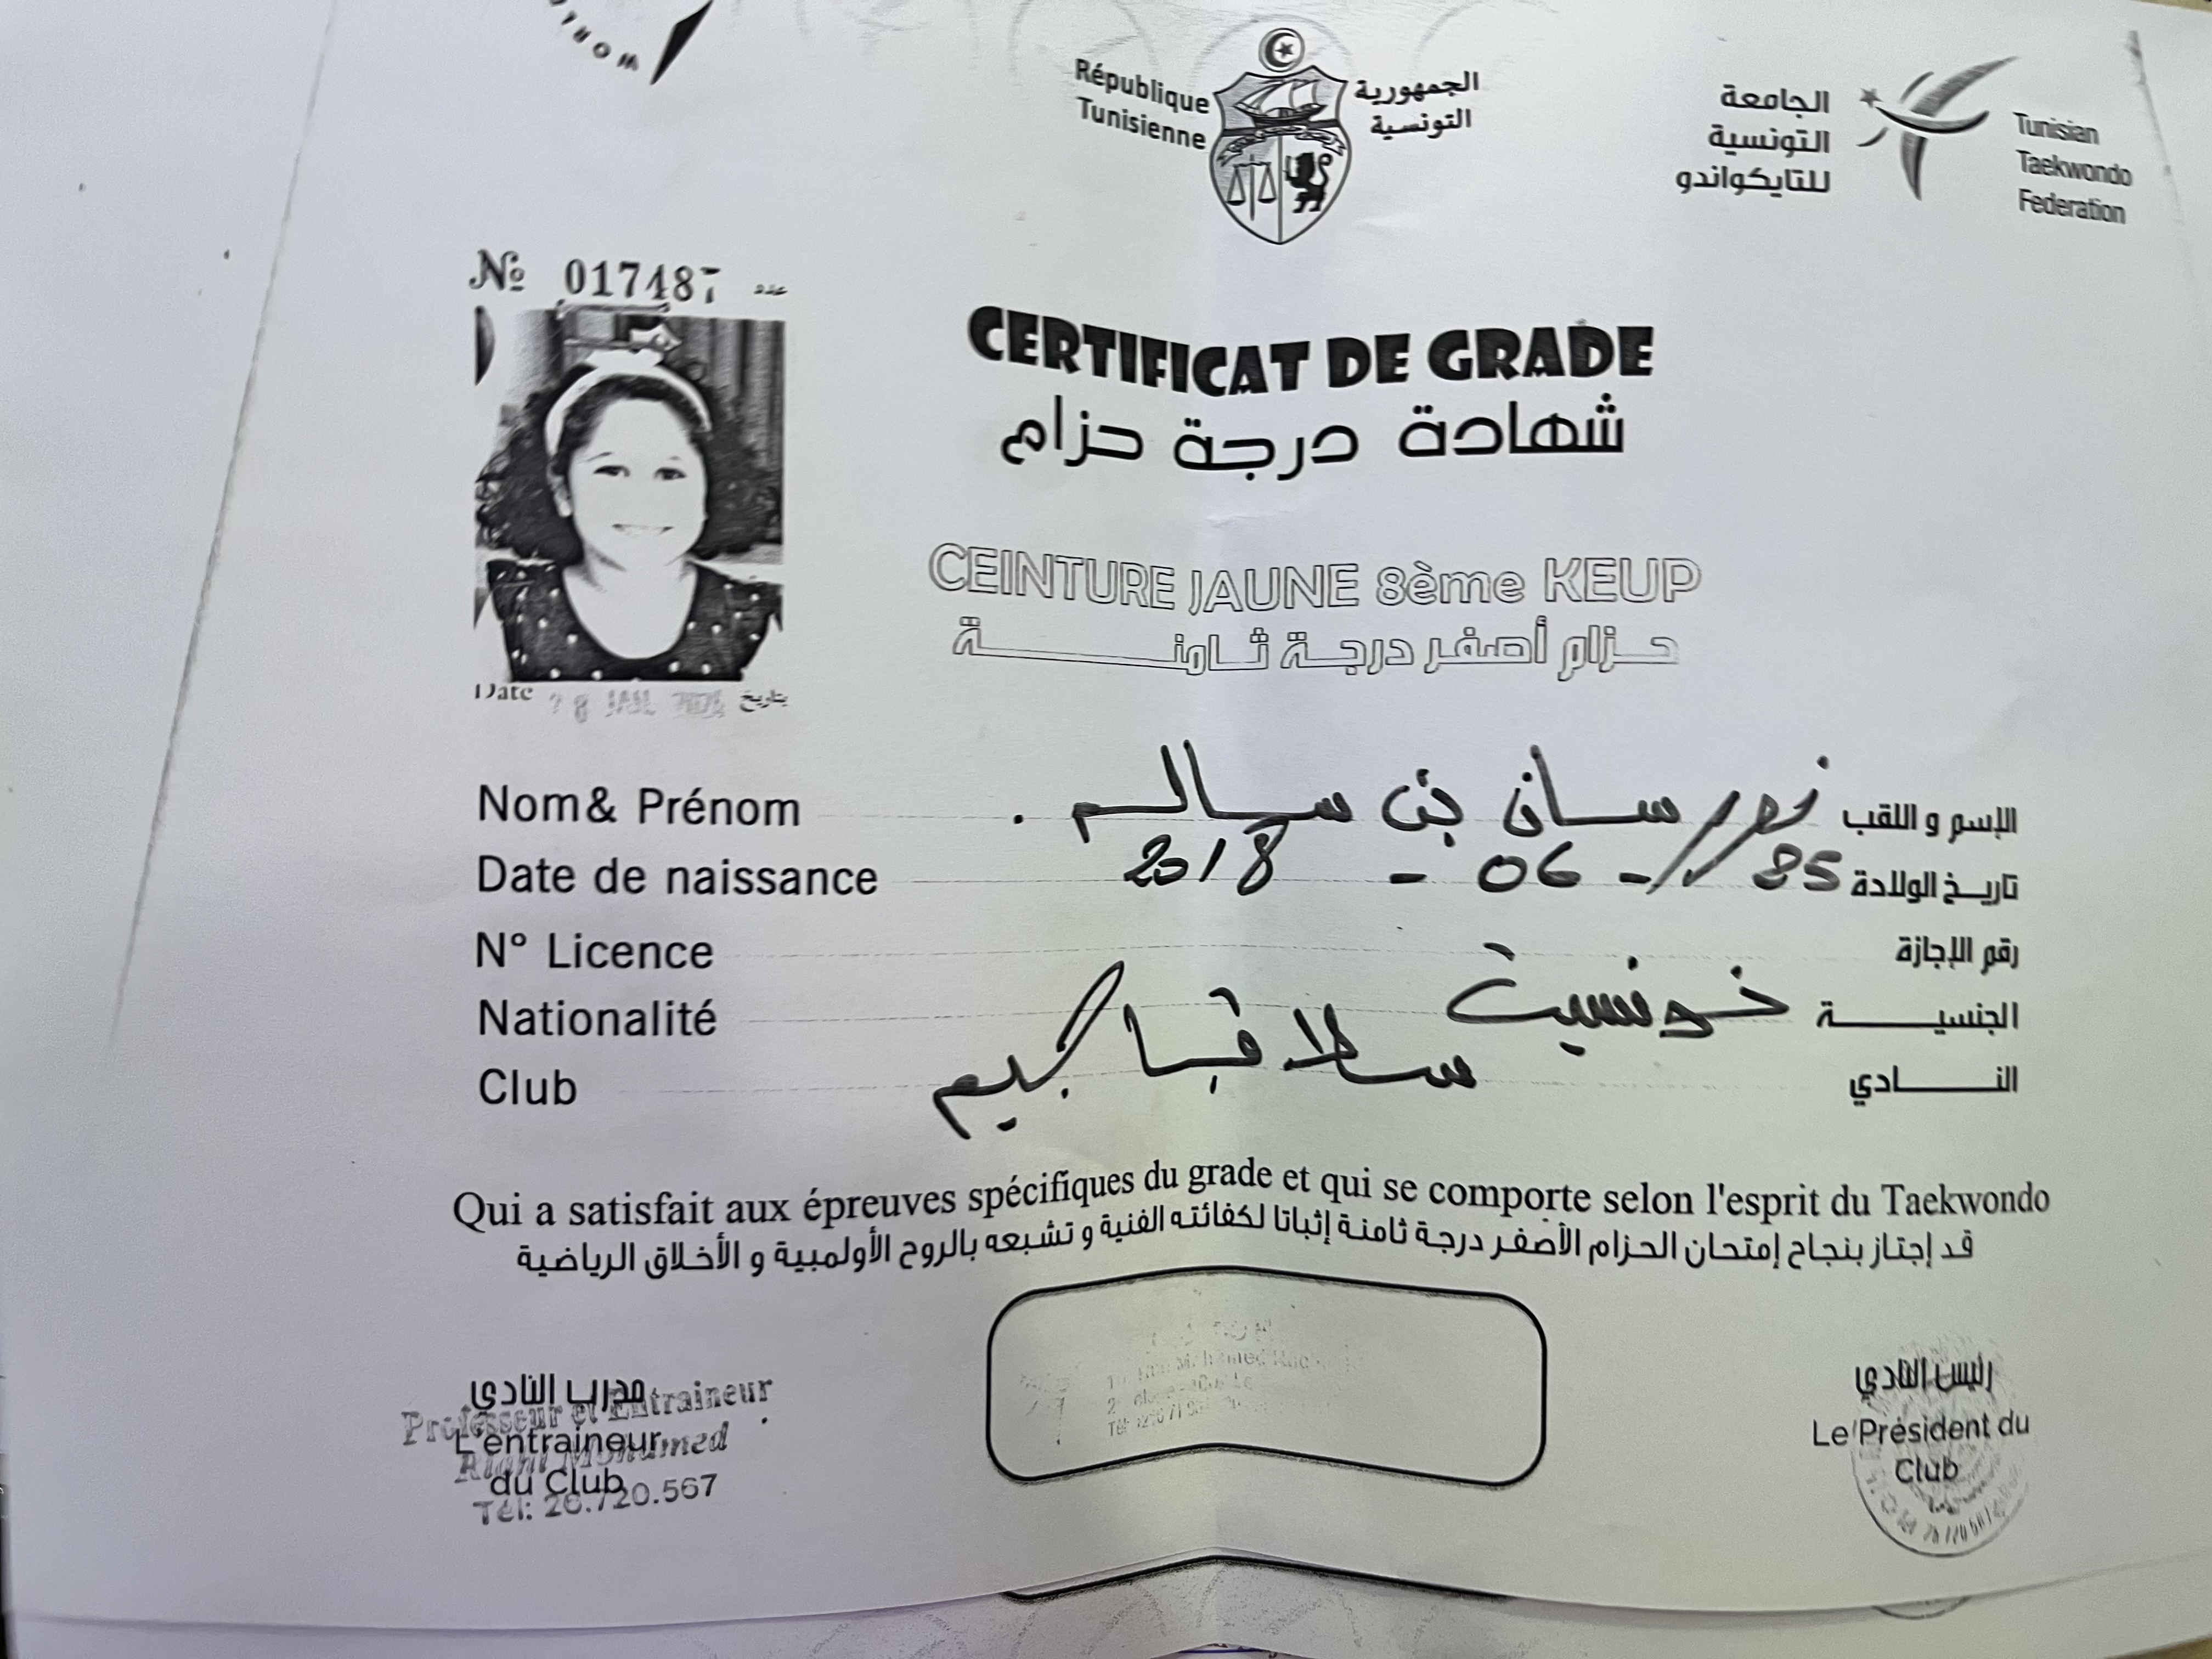 WORL
République
Tunisienne
الجمهورية
التونسية
الجامعة
التونسية
للتايكواندو
Tunisian
Taekwondo
Federation
№ 017487 عدد
CERTIFICAT DE GRADE
شهادة درجة حزام
CEINTURE JAUNE 8ème KEUP
حزام أصفر درجة ثامنة
Date 8 بتاريخ
Nom& Prénom نورسان بن سالم . الإسم و اللقب
Date de naissance 2018 - 06 - تاريخ الولادة
N° Licence رقم الإجازة
Nationalité تونسية الجنسية
Club النادي
Qui a satisfait aux épreuves spécifiques du grade et qui se comporte selon l'esprit du Taekwondo
قد إجتاز بنجاح إمتحان الحزام الأصفر درجة ثامنة إثباتا لكفائته الفنية و تشبعه بالروح الأولمبية و الأخلاق الرياضية
مدرب النادي
Professeur et Entraineur
L'entraineur
Mohamed
du Club
Tél: 26.720.567
رئيس النادي
Le Président du
Club